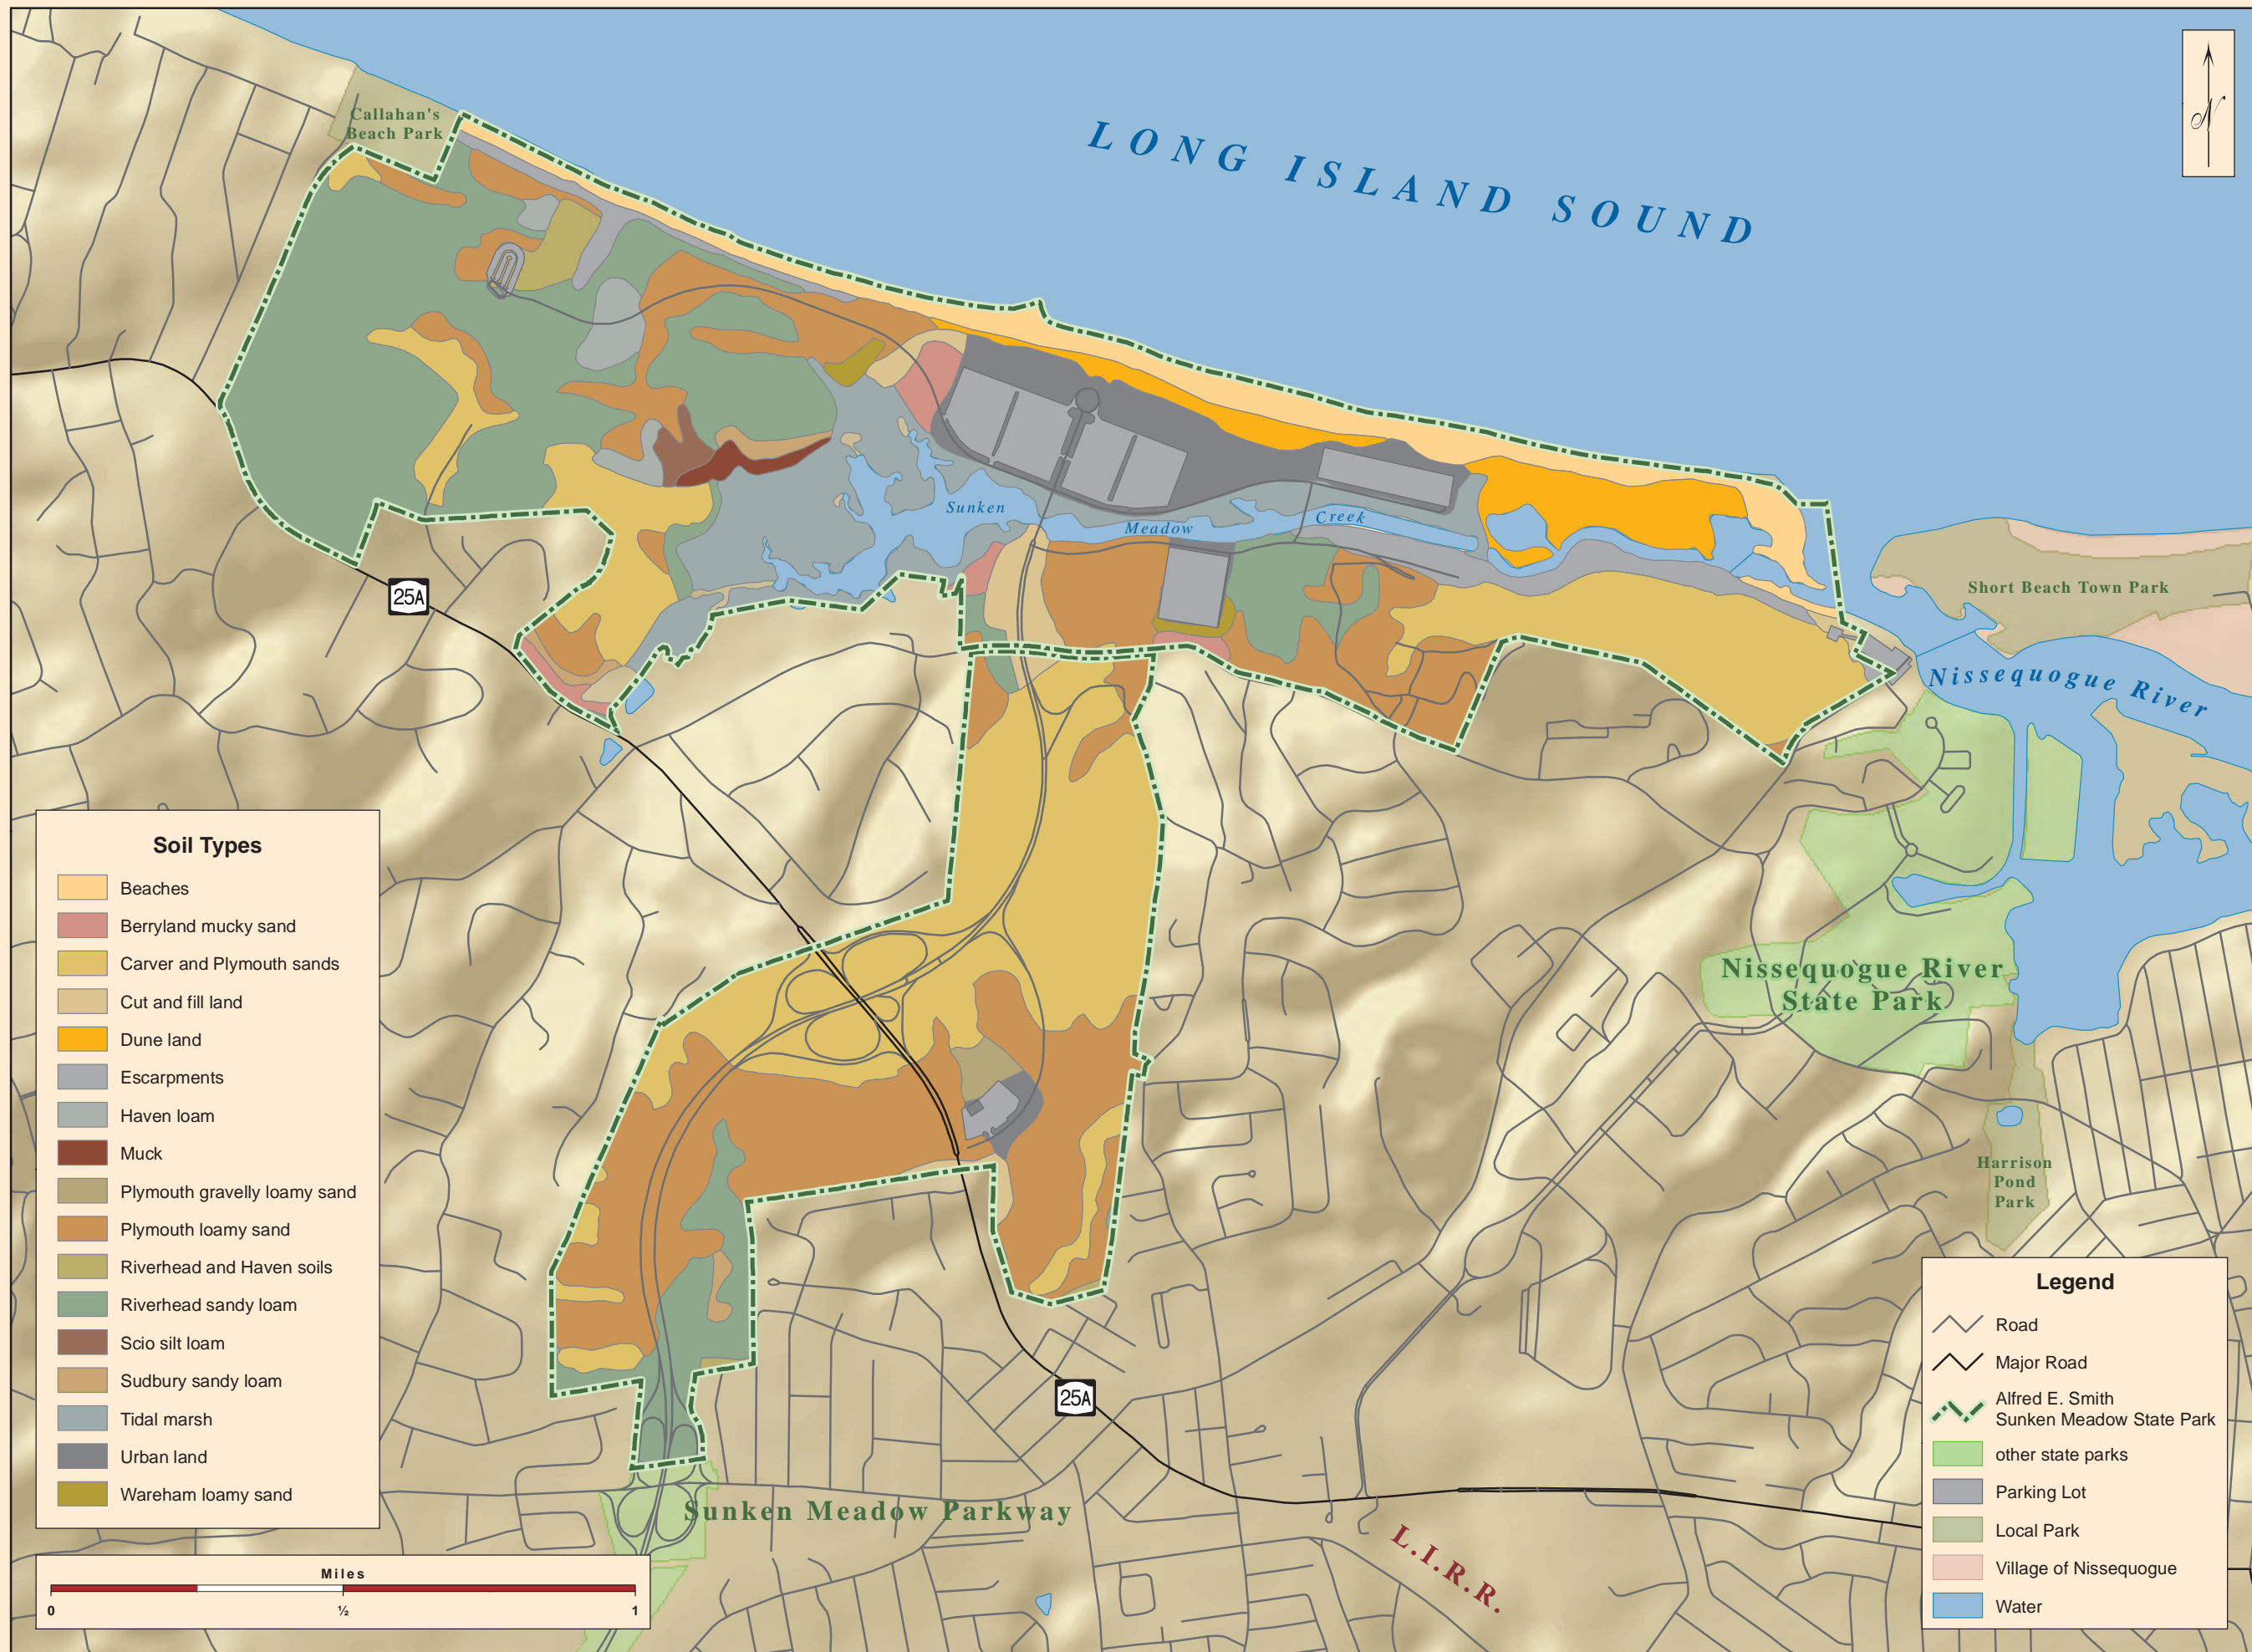 Callahan's
Beach Park
LONG ISLAND SOUND
N
Sunken
Meadow
Creek
25A
Short Beach Town Park
Nissequogue River
Nissequogue River
State Park
Harrison
Pond
Park
25A
Sunken Meadow Parkway
L.I.R.R.
Soil Types
Beaches
Berryland mucky sand
Carver and Plymouth sands
Cut and fill land
Dune land
Escarpments
Haven loam
Muck
Plymouth gravelly loamy sand
Plymouth loamy sand
Riverhead and Haven soils
Riverhead sandy loam
Scio silt loam
Sudbury sandy loam
Tidal marsh
Urban land
Wareham loamy sand
Miles
0 ½ 1
Legend
Road
Major Road
Alfred E. Smith
Sunken Meadow State Park
other state parks
Parking Lot
Local Park
Village of Nissequogue
Water